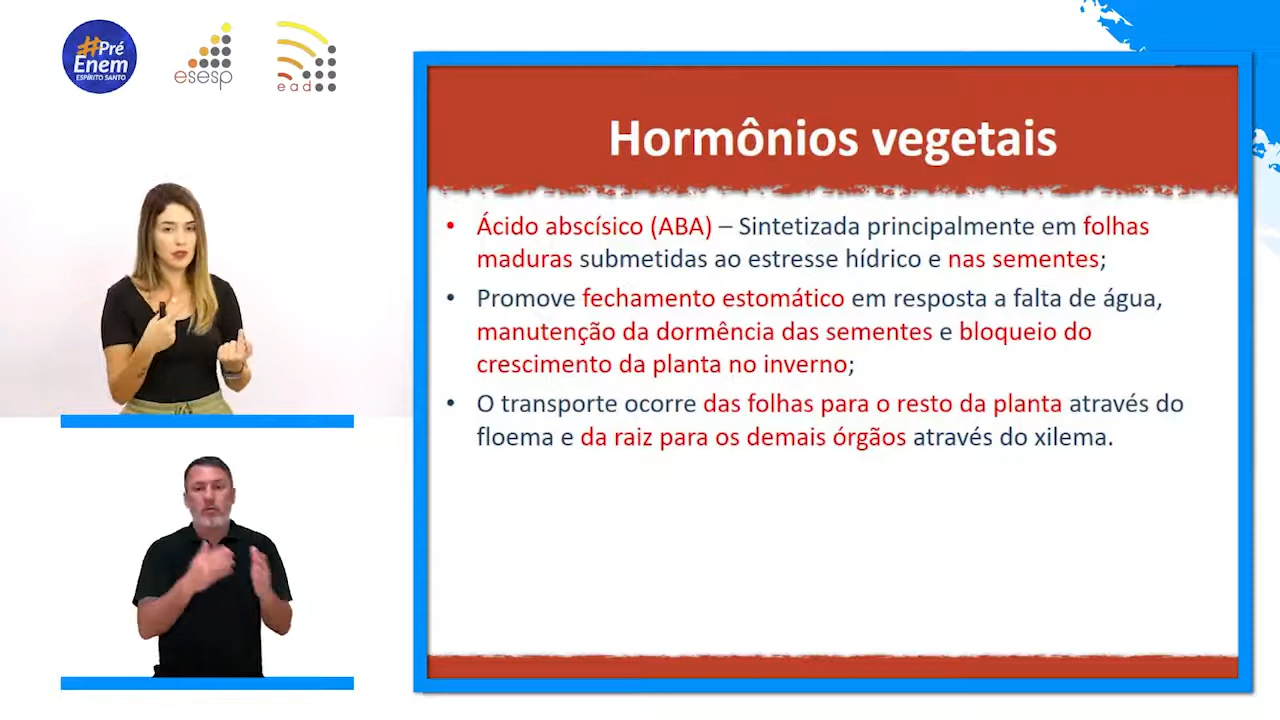 #Pré
Enem
ESPÍRITO SANTO
esesp
ead
Hormônios vegetais
• Ácido abscísico (ABA) – Sintetizada principalmente em folhas
maduras submetidas ao estresse hídrico e nas sementes;
• Promove fechamento estomático em resposta a falta de água,
manutenção da dormência das sementes e bloqueio do
crescimento da planta no inverno;
• O transporte ocorre das folhas para o resto da planta através do
floema e da raiz para os demais órgãos através do xilema.